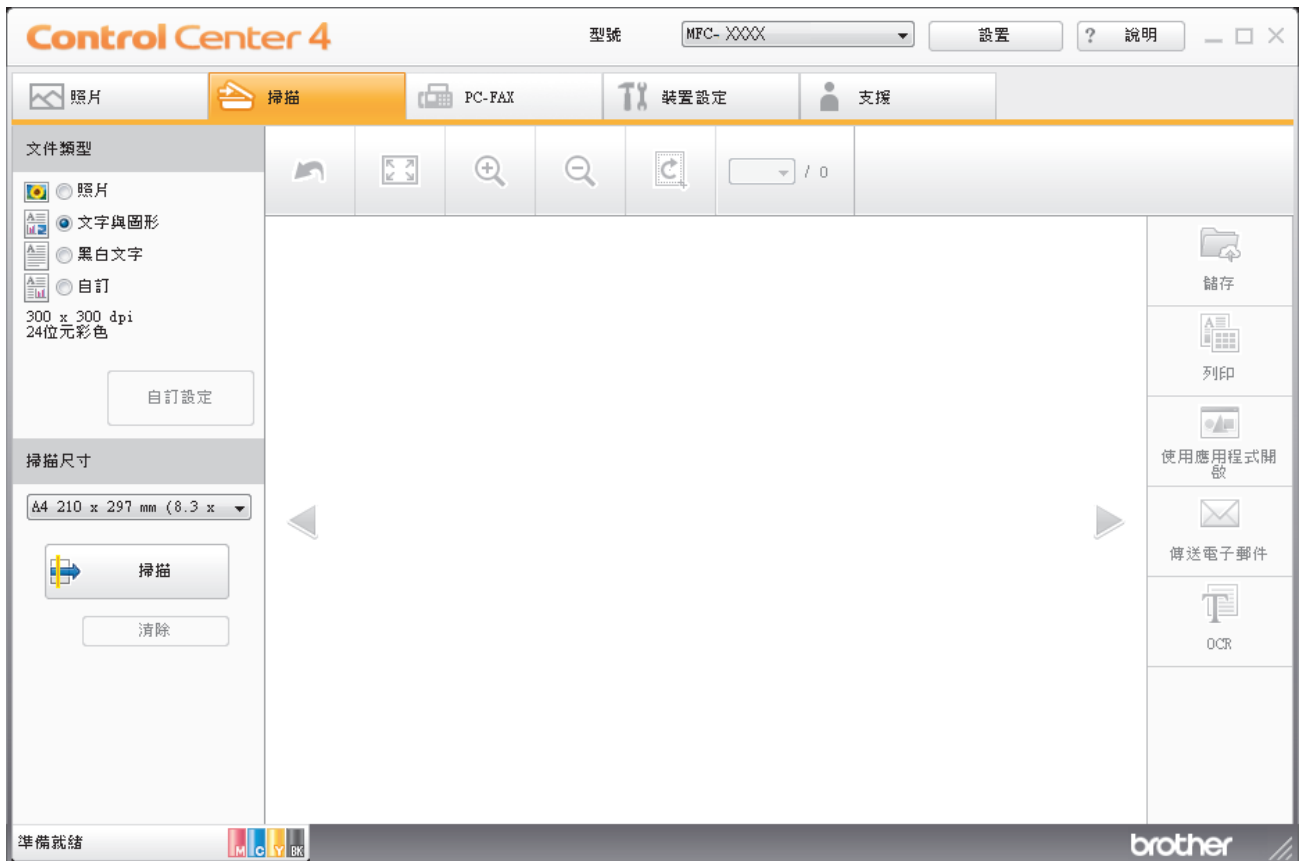 Control Center 4
型號
MFC- XXXX
設置
? 說明
照片
掃描
PC-FAX
裝置設定
支援
文件類型
照片
文字與圖形
黑白文字
自訂
300 x 300 dpi
24位元彩色
自訂設定
掃描尺寸
A4 210 x 297 mm (8.3 x
掃描
清除
/ 0
儲存
列印
使用應用程式開
啟
傳送電子郵件
OCR
準備就緒
M C Y BK
brother